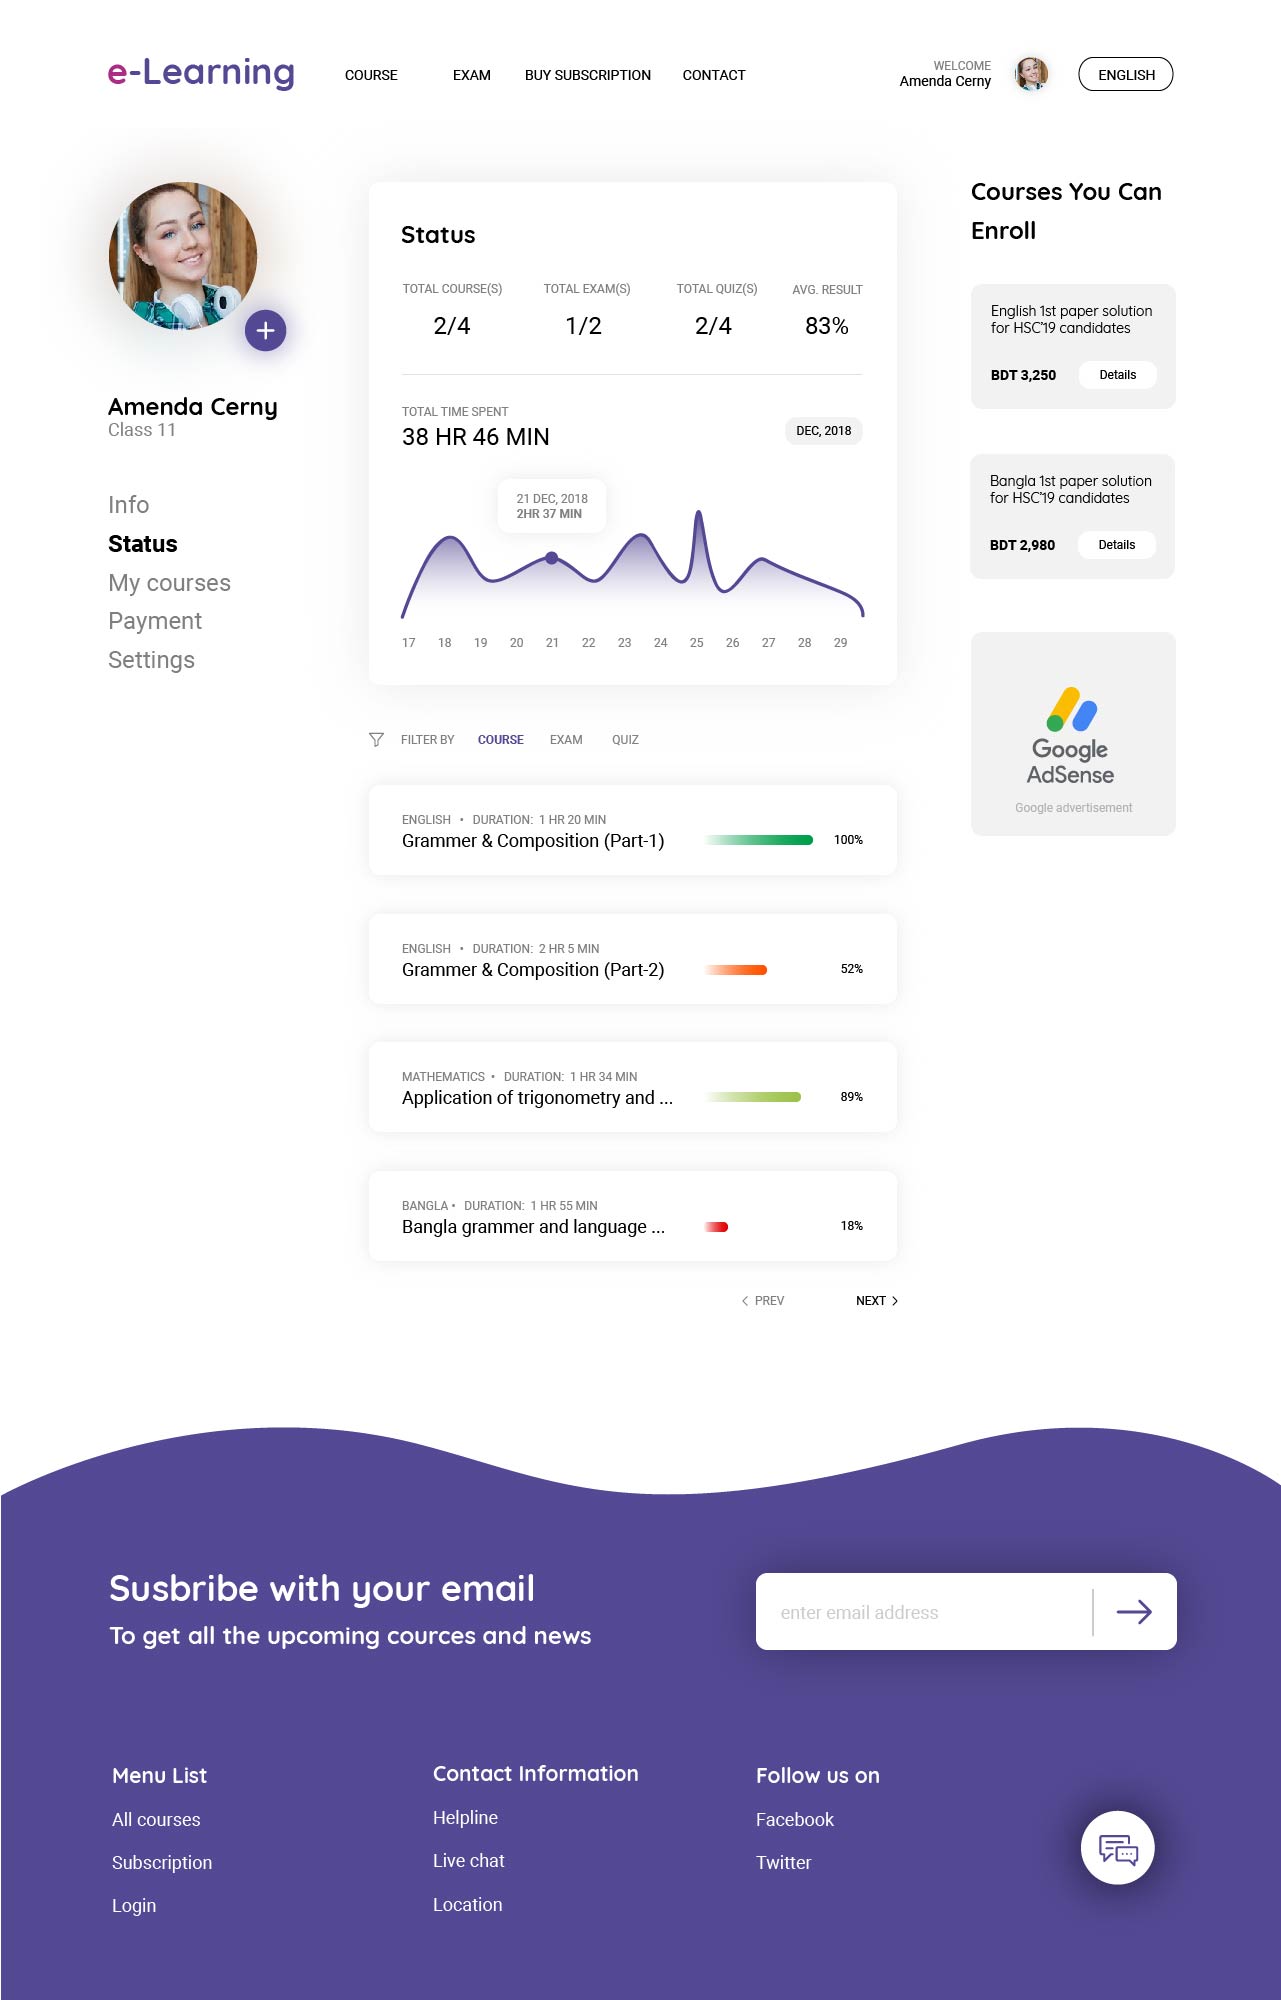 e-Learning
COURSE
EXAM
BUY SUBSCRIPTION
CONTACT
WELCOME
Amenda Cerny
ENGLISH
Amenda Cerny
Class 11
Info
Status
My courses
Payment
Settings
Status
TOTAL COURSE(S)
TOTAL EXAM(S)
TOTAL QUIZ(S)
AVG. RESULT
2/4
1/2
2/4
83%
TOTAL TIME SPENT
38 HR 46 MIN
DEC, 2018
21 DEC, 2018
2HR 37 MIN
17 18 19 20 21 22 23 24 25 26 27 28 29
FILTER BY
COURSE
EXAM
QUIZ
ENGLISH • DURATION: 1 HR 20 MIN
Grammer & Composition (Part-1)
100%
ENGLISH • DURATION: 2 HR 5 MIN
Grammer & Composition (Part-2)
52%
MATHEMATICS • DURATION: 1 HR 34 MIN
Application of trigonometry and ...
89%
BANGLA • DURATION: 1 HR 55 MIN
Bangla grammer and language ...
18%
PREV
NEXT
Courses You Can
Enroll
English 1st paper solution
for HSC'19 candidates
BDT 3,250
Details
Bangla 1st paper solution
for HSC'19 candidates
BDT 2,980
Details
Google
AdSense
Google advertisement
Susbribe with your email
To get all the upcoming cources and news
enter email address
Menu List
All courses
Subscription
Login
Contact Information
Helpline
Live chat
Location
Follow us on
Facebook
Twitter